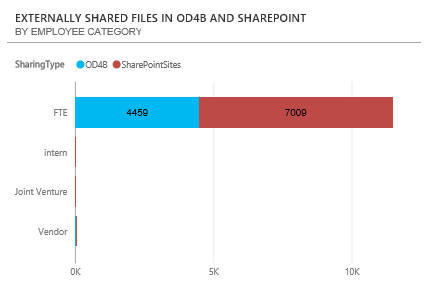 EXTERNALLY SHARED FILES IN OD4B AND SHAREPOINT
BY EMPLOYEE CATEGORY
SharingType OD4B SharePointSites
FTE 4459 7009
intern
Joint Venture
Vendor
0K 5K 10K